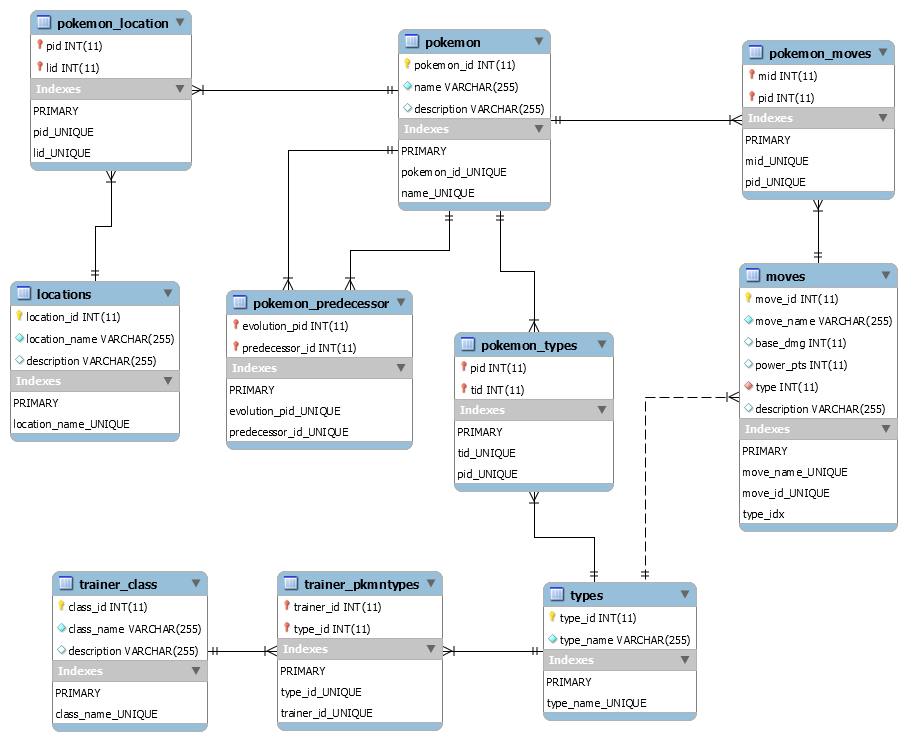 pokemon_location
pid INT(11)
lid INT(11)
Indexes
PRIMARY
pid_UNIQUE
lid_UNIQUE
pokemon
pokemon_id INT(11)
name VARCHAR(255)
description VARCHAR(255)
Indexes
PRIMARY
pokemon_id_UNIQUE
name_UNIQUE
pokemon_moves
mid INT(11)
pid INT(11)
Indexes
PRIMARY
mid_UNIQUE
pid_UNIQUE
locations
location_id INT(11)
location_name VARCHAR(255)
description VARCHAR(255)
Indexes
PRIMARY
location_name_UNIQUE
pokemon_predecessor
evolution_pid INT(11)
predecessor_id INT(11)
Indexes
PRIMARY
evolution_pid_UNIQUE
predecessor_id_UNIQUE
pokemon_types
pid INT(11)
tid INT(11)
Indexes
PRIMARY
tid_UNIQUE
pid_UNIQUE
moves
move_id INT(11)
move_name VARCHAR(255)
base_dmg INT(11)
power_pts INT(11)
type INT(11)
description VARCHAR(255)
Indexes
PRIMARY
move_name_UNIQUE
move_id_UNIQUE
type_idx
trainer_class
class_id INT(11)
class_name VARCHAR(255)
description VARCHAR(255)
Indexes
PRIMARY
class_name_UNIQUE
trainer_pkmntypes
trainer_id INT(11)
type_id INT(11)
Indexes
PRIMARY
type_id_UNIQUE
trainer_id_UNIQUE
types
type_id INT(11)
type_name VARCHAR(255)
Indexes
PRIMARY
type_name_UNIQUE